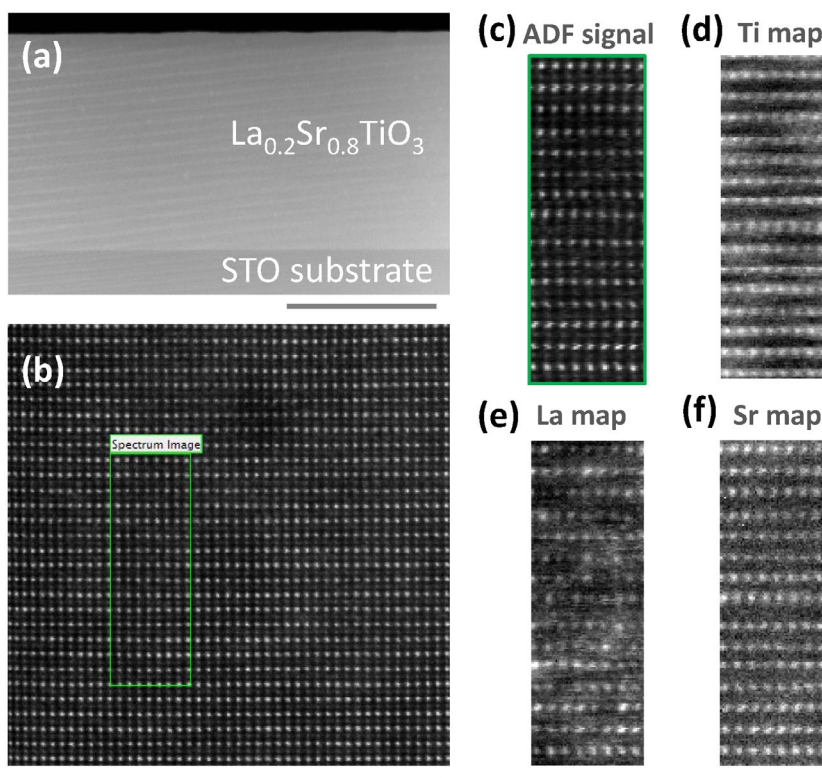 (a)
La0.2Sr0.8TiO3
STO substrate
(b)
Spectrum Image
(c) ADF signal
(d) Ti map
(e) La map
(f) Sr map